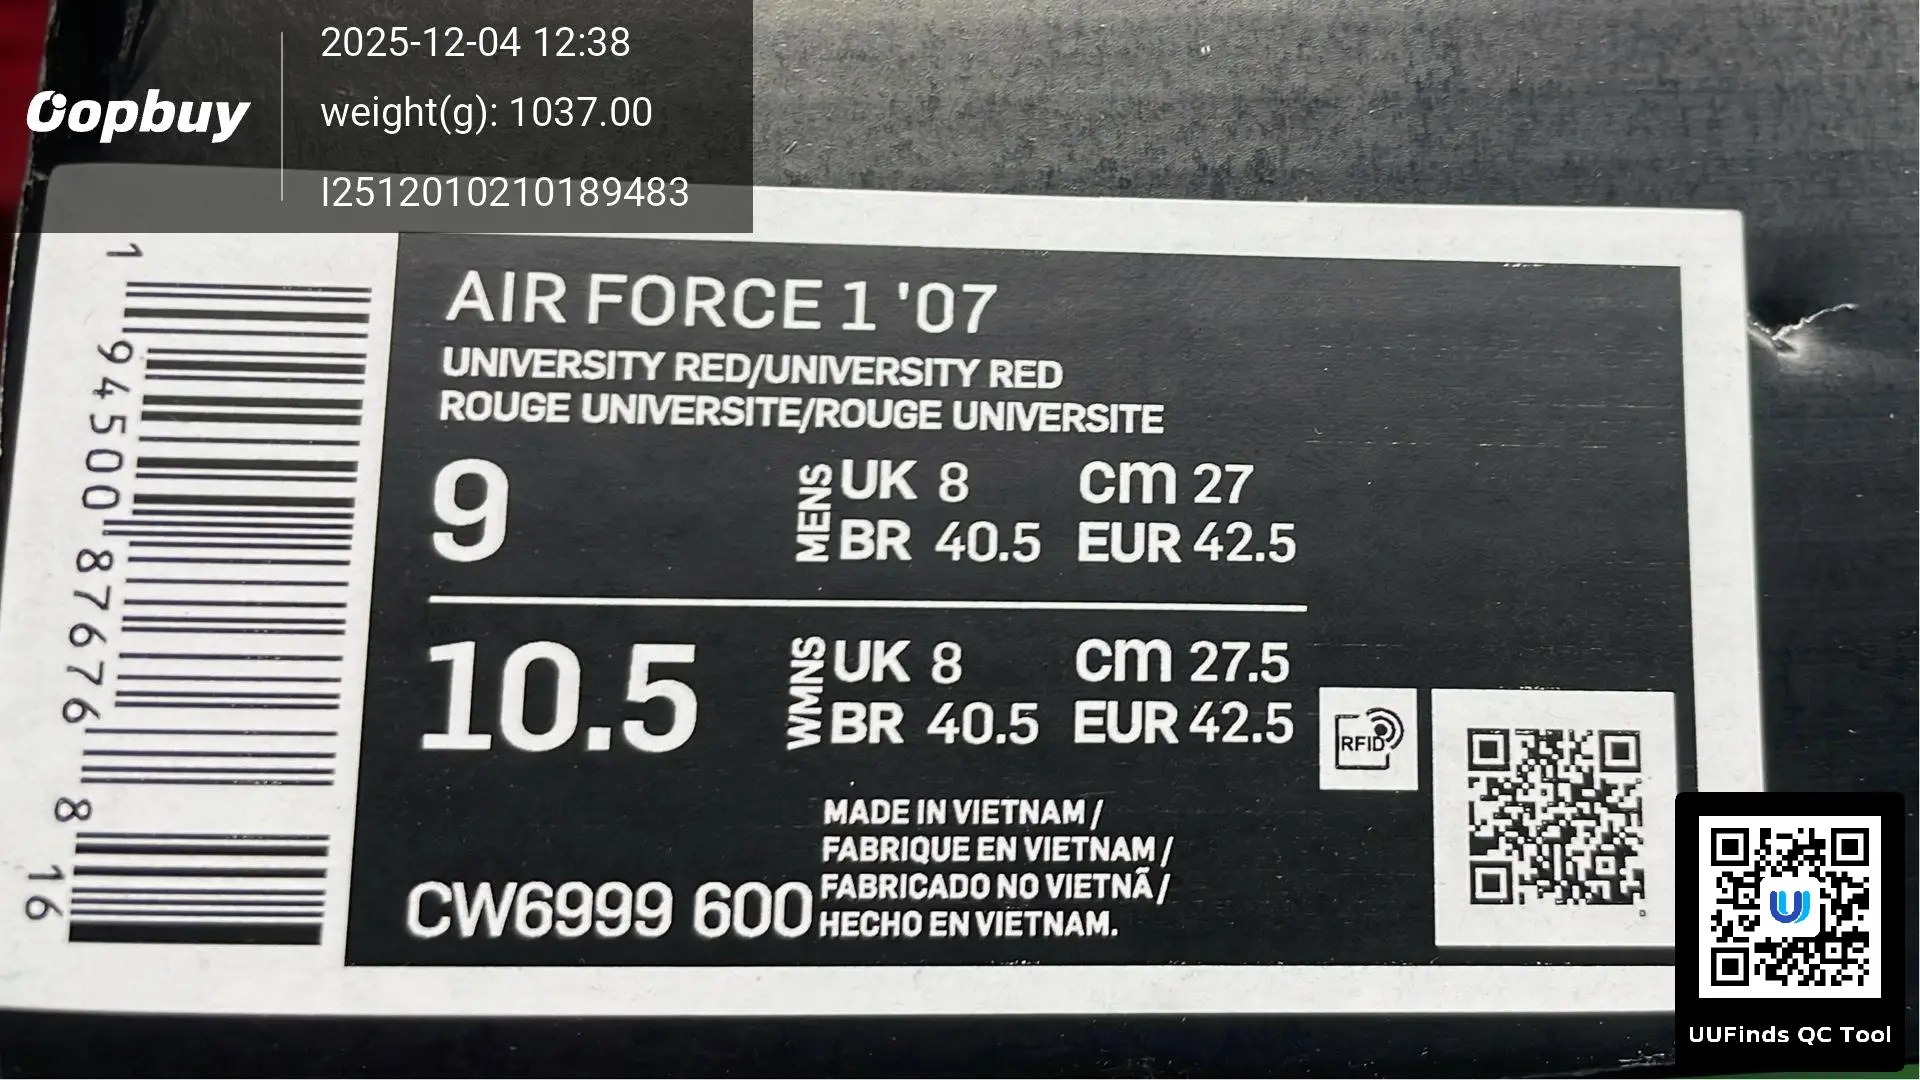 Oopbuy
2025-12-04 12:38
weight(g): 1037.00
I2512010210189483
1 94500 87676 8 16
AIR FORCE 1 '07
UNIVERSITY RED/UNIVERSITY RED
ROUGE UNIVERSITE/ROUGE UNIVERSITE
9
MENS
UK 8 cm 27
BR 40.5 EUR 42.5
10.5
WMNS
UK 8 cm 27.5
BR 40.5 EUR 42.5
RFID
MADE IN VIETNAM /
FABRIQUE EN VIETNAM /
FABRICADO NO VIETNÃ /
HECHO EN VIETNAM.
CW6999 600
UUFinds QC Tool